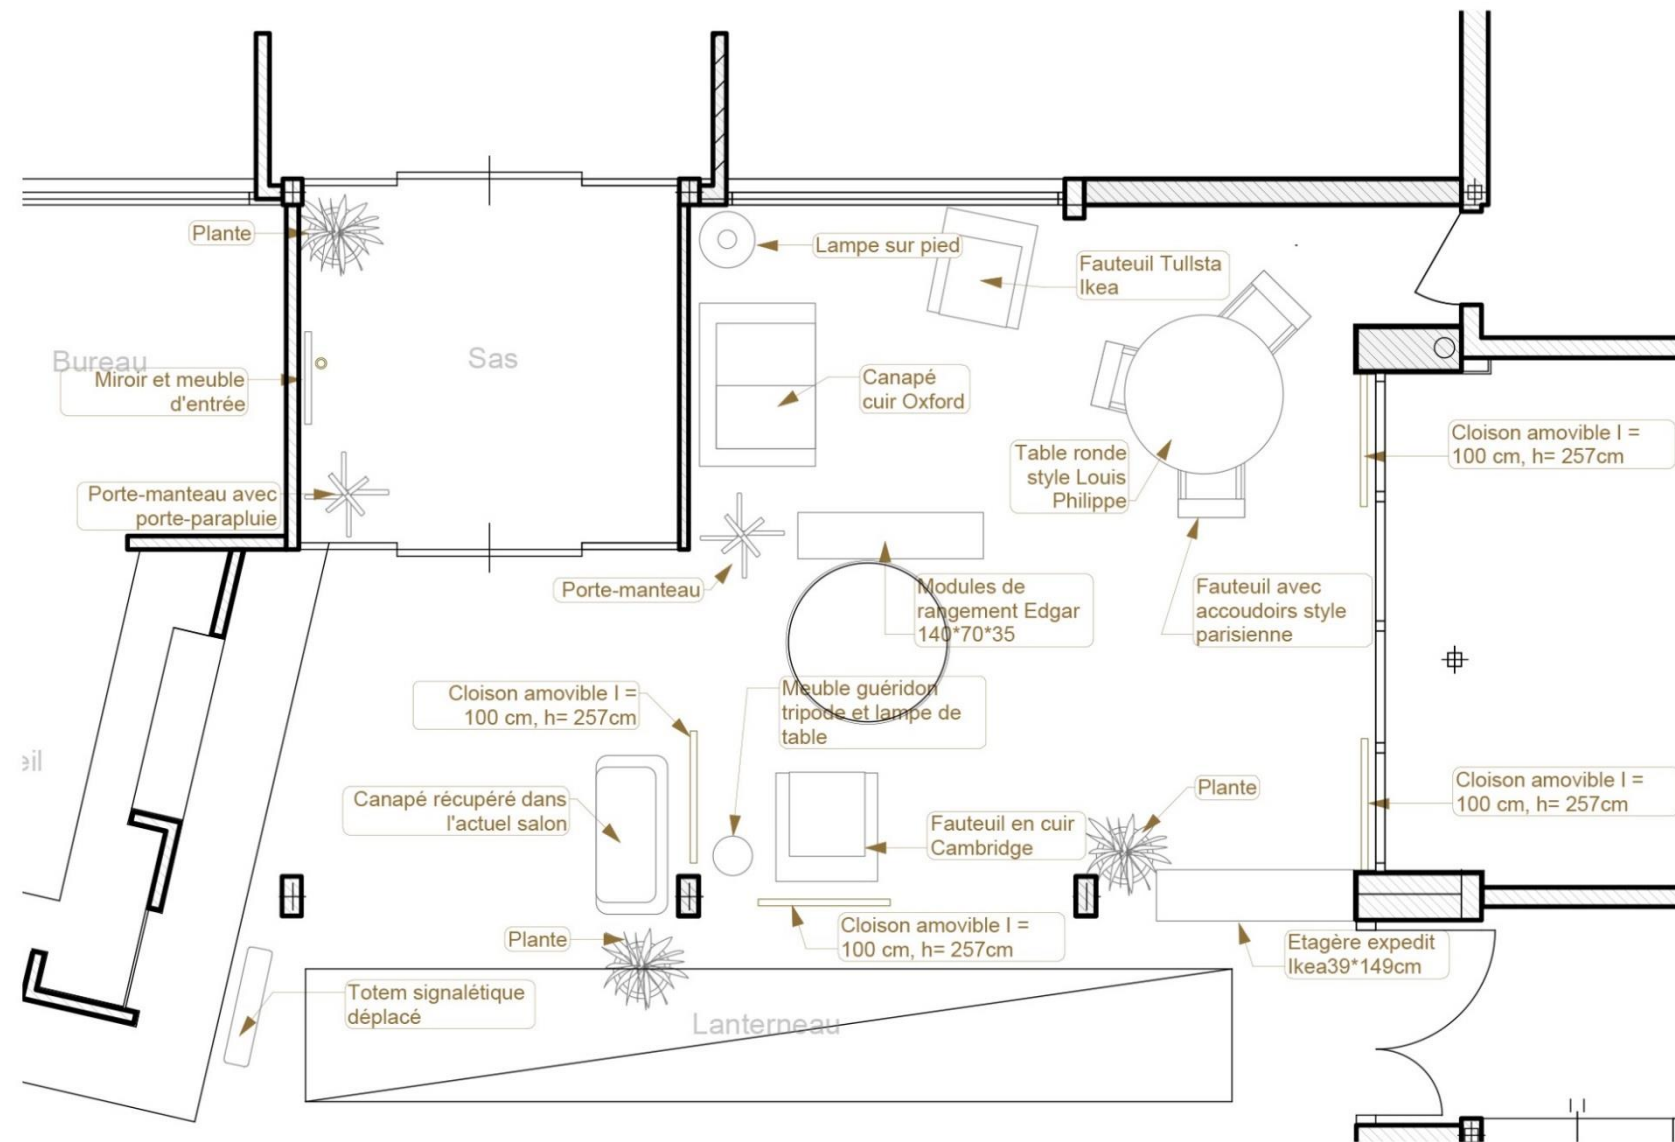 Plante
Lampe sur pied
Fauteuil Tullsta
Ikea
Bureau
Sas
Miroir et meuble
d'entrée
Canapé
cuir Oxford
Cloison amovible l =
100 cm, h= 257cm
Table ronde
style Louis
Philippe
Porte-manteau avec
porte-parapluie
Porte-manteau
Modules de
rangement Edgar
140*70*35
Fauteuil avec
accoudoirs style
parisienne
Cloison amovible l =
100 cm, h= 257cm
Meuble guéridon
tripode et lampe de
table
eil
Canapé récupéré dans
l'actuel salon
Plante
Cloison amovible l =
100 cm, h= 257cm
Fauteuil en cuir
Cambridge
Plante
Cloison amovible l =
100 cm, h= 257cm
Etagère expedit
Ikea39*149cm
Totem signalétique
déplacé
Lanterneau